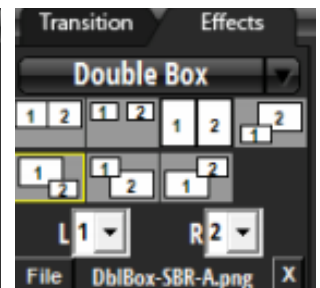 Transition Effects
Double Box
1 2 1 2 1 2 1 2
1 2 1 2 1 2
L 1 R 2
File DblBox-SBR-A.png X